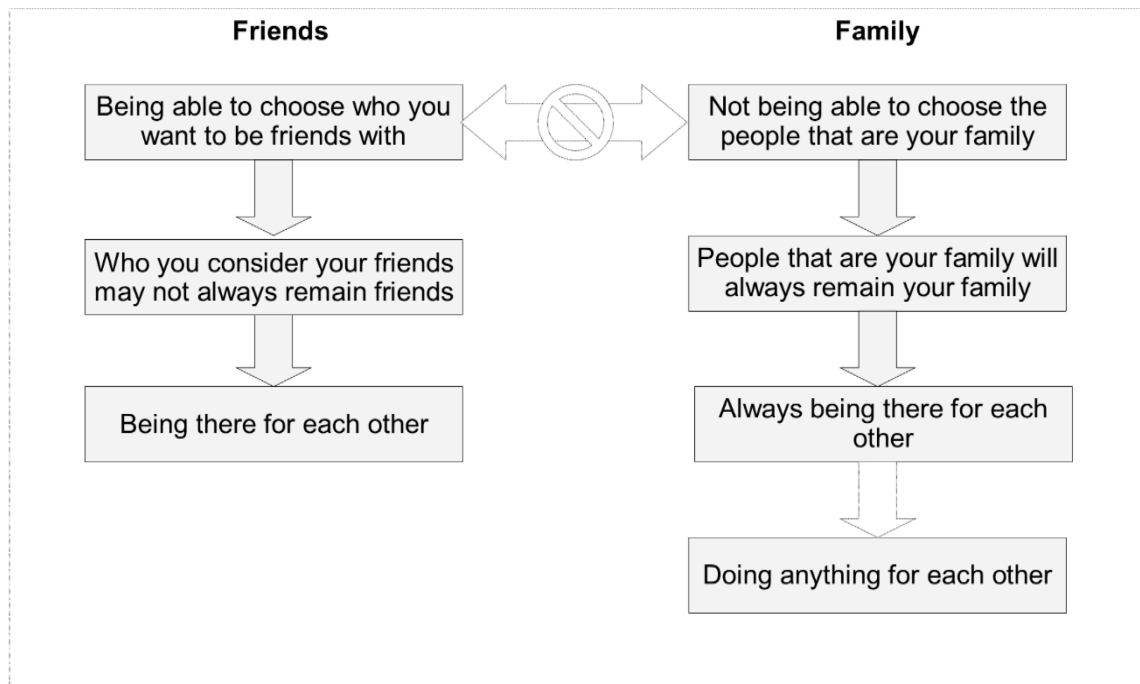 Friends
Family
Being able to choose who you
want to be friends with
Not being able to choose the
people that are your family
Who you consider your friends
may not always remain friends
People that are your family will
always remain your family
Being there for each other
Always being there for each
other
Doing anything for each other